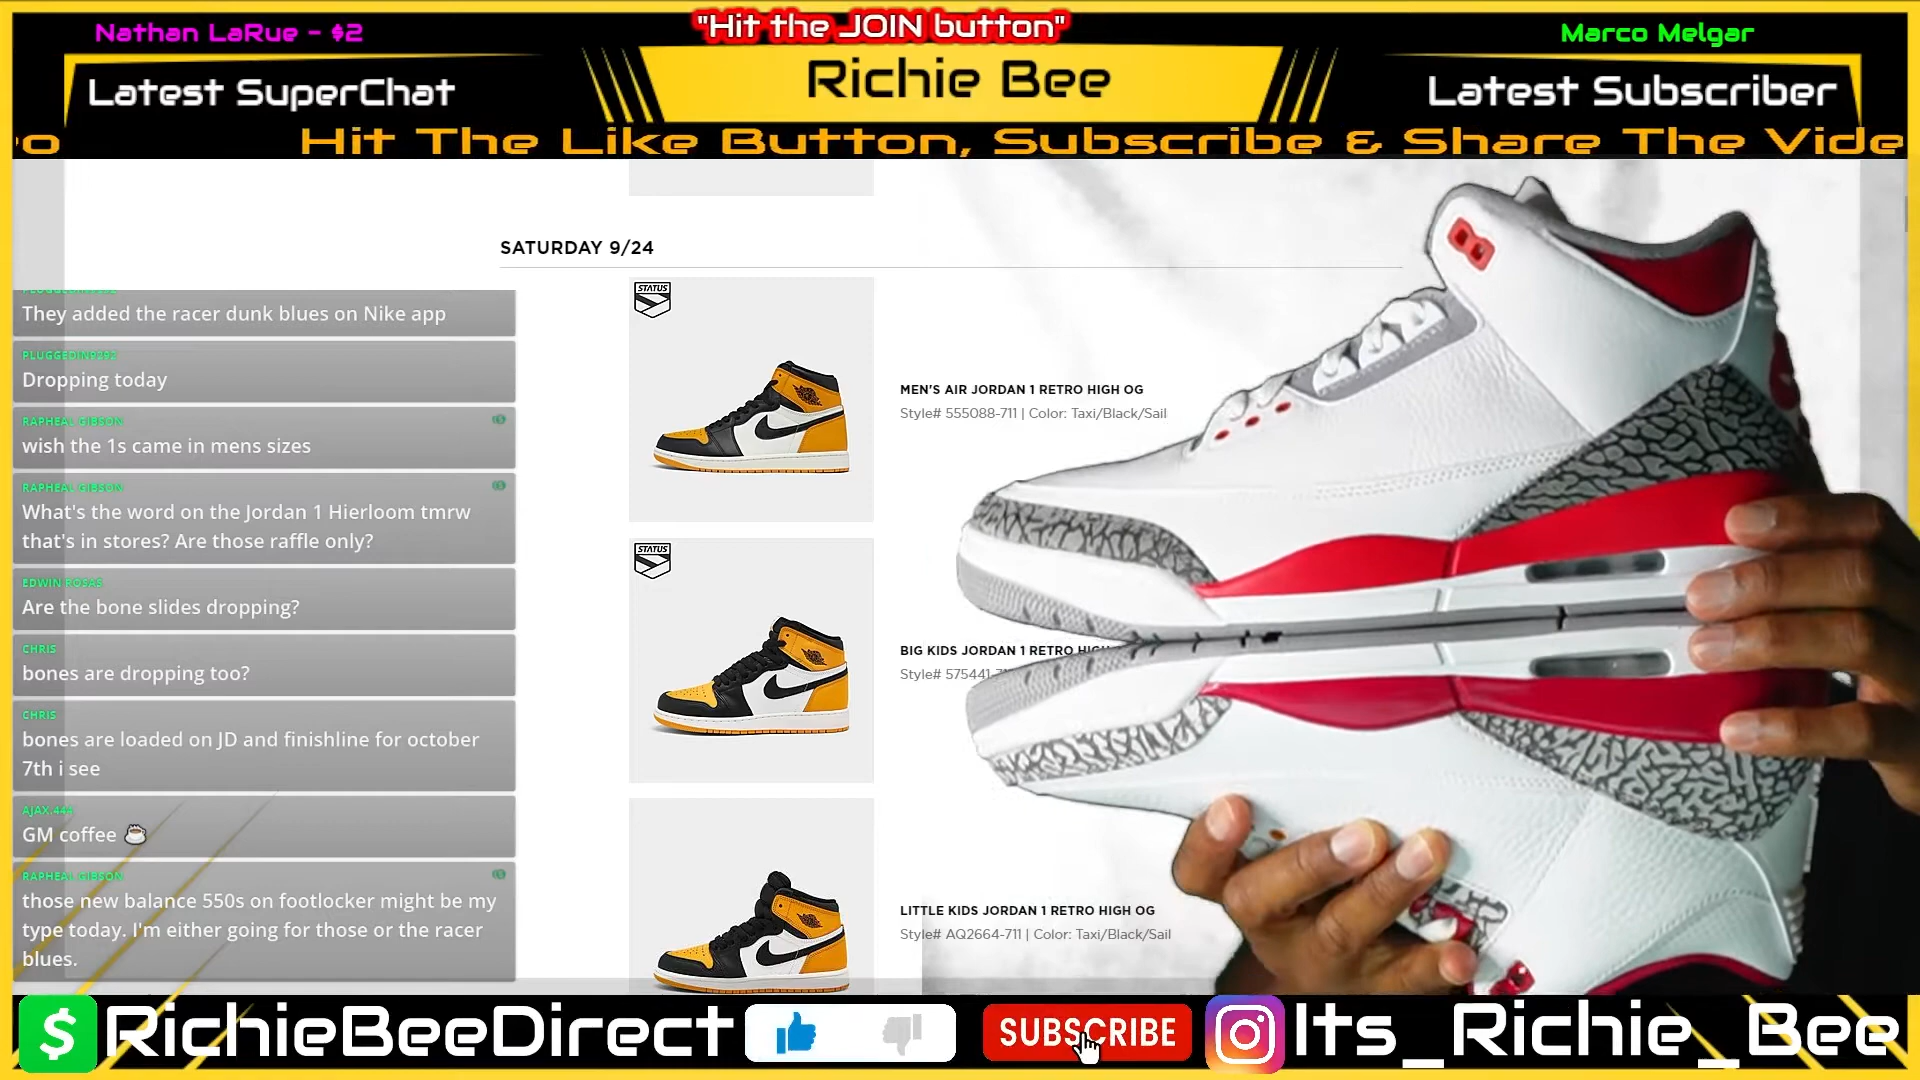 Nathan LaRue - $2
Latest SuperChat
"Hit the JOIN button"
Richie Bee
Marco Melgar
Latest Subscriber
o Hit The Like Button, Subscribe & Share The Vide
SATURDAY 9/24
They added the racer dunk blues on Nike app
Dropping today
RAPHEAL GIBSON
wish the 1s came in mens sizes
RAPHEAL GIBSON
What's the word on the Jordan 1 Hierloom tmrw
that's in stores? Are those raffle only?
EDWIN ROSAS
Are the bone slides dropping?
CHRIS
bones are dropping too?
CHRIS
bones are loaded on JD and finishline for october
7th i see
AJAX.444
GM coffee
RAPHEAL GIBSON
those new balance 550s on footlocker might be my
type today. I'm either going for those or the racer
blues.
STATUS
MEN'S AIR JORDAN 1 RETRO HIGH OG
Style# 555088-711 | Color: Taxi/Black/Sail
STATUS
BIG KIDS JORDAN 1 RETRO HIGH
Style# 575441-7
LITTLE KIDS JORDAN 1 RETRO HIGH OG
Style# AQ2664-711 | Color: Taxi/Black/Sail
$ RichieBeeDirect
SUBSCRIBE
Its_Richie_Bee